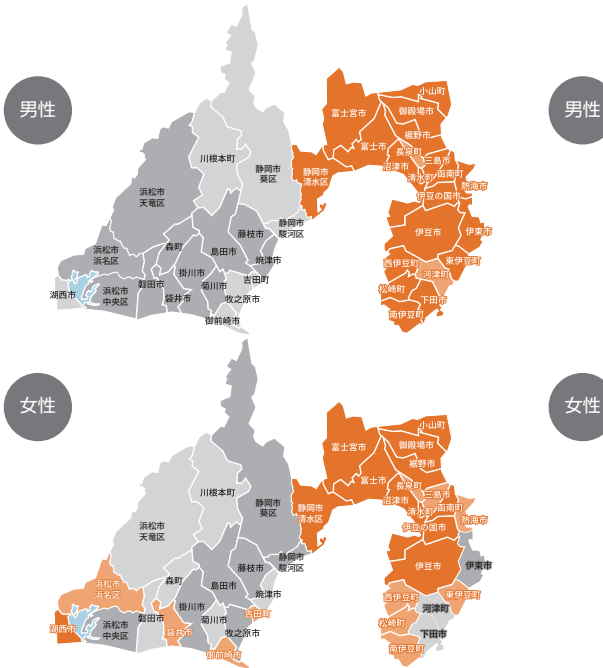 男性
男性
小山町
御殿場市
富士宮市
裾野市
富士市
長泉町
三島市
沼津市
清水町
函南町
熱海市
伊豆の国市
川根本町
静岡市
葵区
静岡市
清水区
浜松市
天竜区
静岡市
駿河区
伊豆市
伊東市
藤枝市
森町
島田市
焼津市
浜松市
浜名区
西伊豆町
東伊豆町
河津町
掛川市
吉田町
磐田市
菊川市
湖西市
浜松市
中央区
袋井市
牧之原市
松崎町
下田市
御前崎市
南伊豆町
女性
女性
小山町
御殿場市
富士宮市
裾野市
富士市
長泉町
三島市
沼津市
清水町
函南町
熱海市
伊豆の国市
川根本町
静岡市
葵区
静岡市
清水区
浜松市
天竜区
静岡市
駿河区
伊豆市
伊東市
藤枝市
森町
島田市
焼津市
浜松市
浜名区
西伊豆町
東伊豆町
河津町
掛川市
吉田町
磐田市
菊川市
湖西市
浜松市
中央区
袋井市
牧之原市
松崎町
下田市
御前崎市
南伊豆町